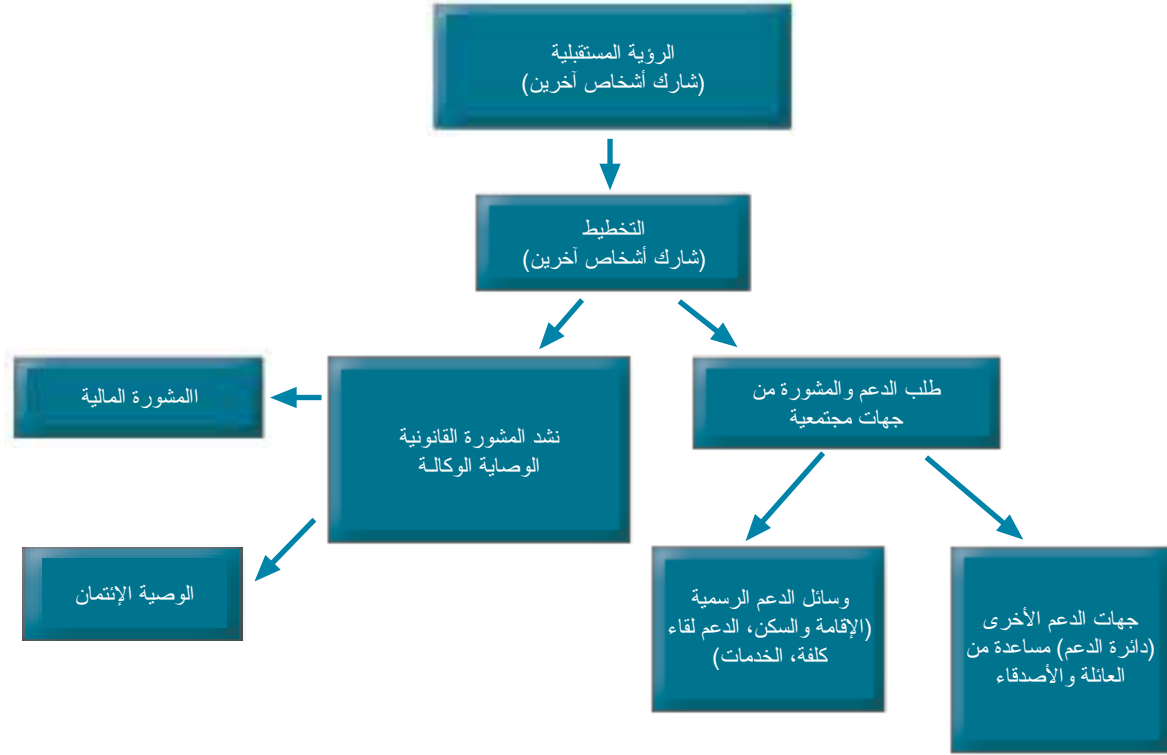 الرؤية المستقبلية
(شارك أشخاص آخرين)
التخطيط
(شارك أشخاص آخرين)
طلب الدعم والمشورة من
جهات مجتمعية
نشد المشورة القانونية
الوصاية الوكالـة
االمشورة المالية
الوصية الإئتمان
جهات الدعم الأخرى
(دائرة الدعم) مساعدة من
العائلة والأصدقاء
وسائل الدعم الرسمية
(الإقامة والسكن، الدعم لقاء
كلفة، الخدمات)